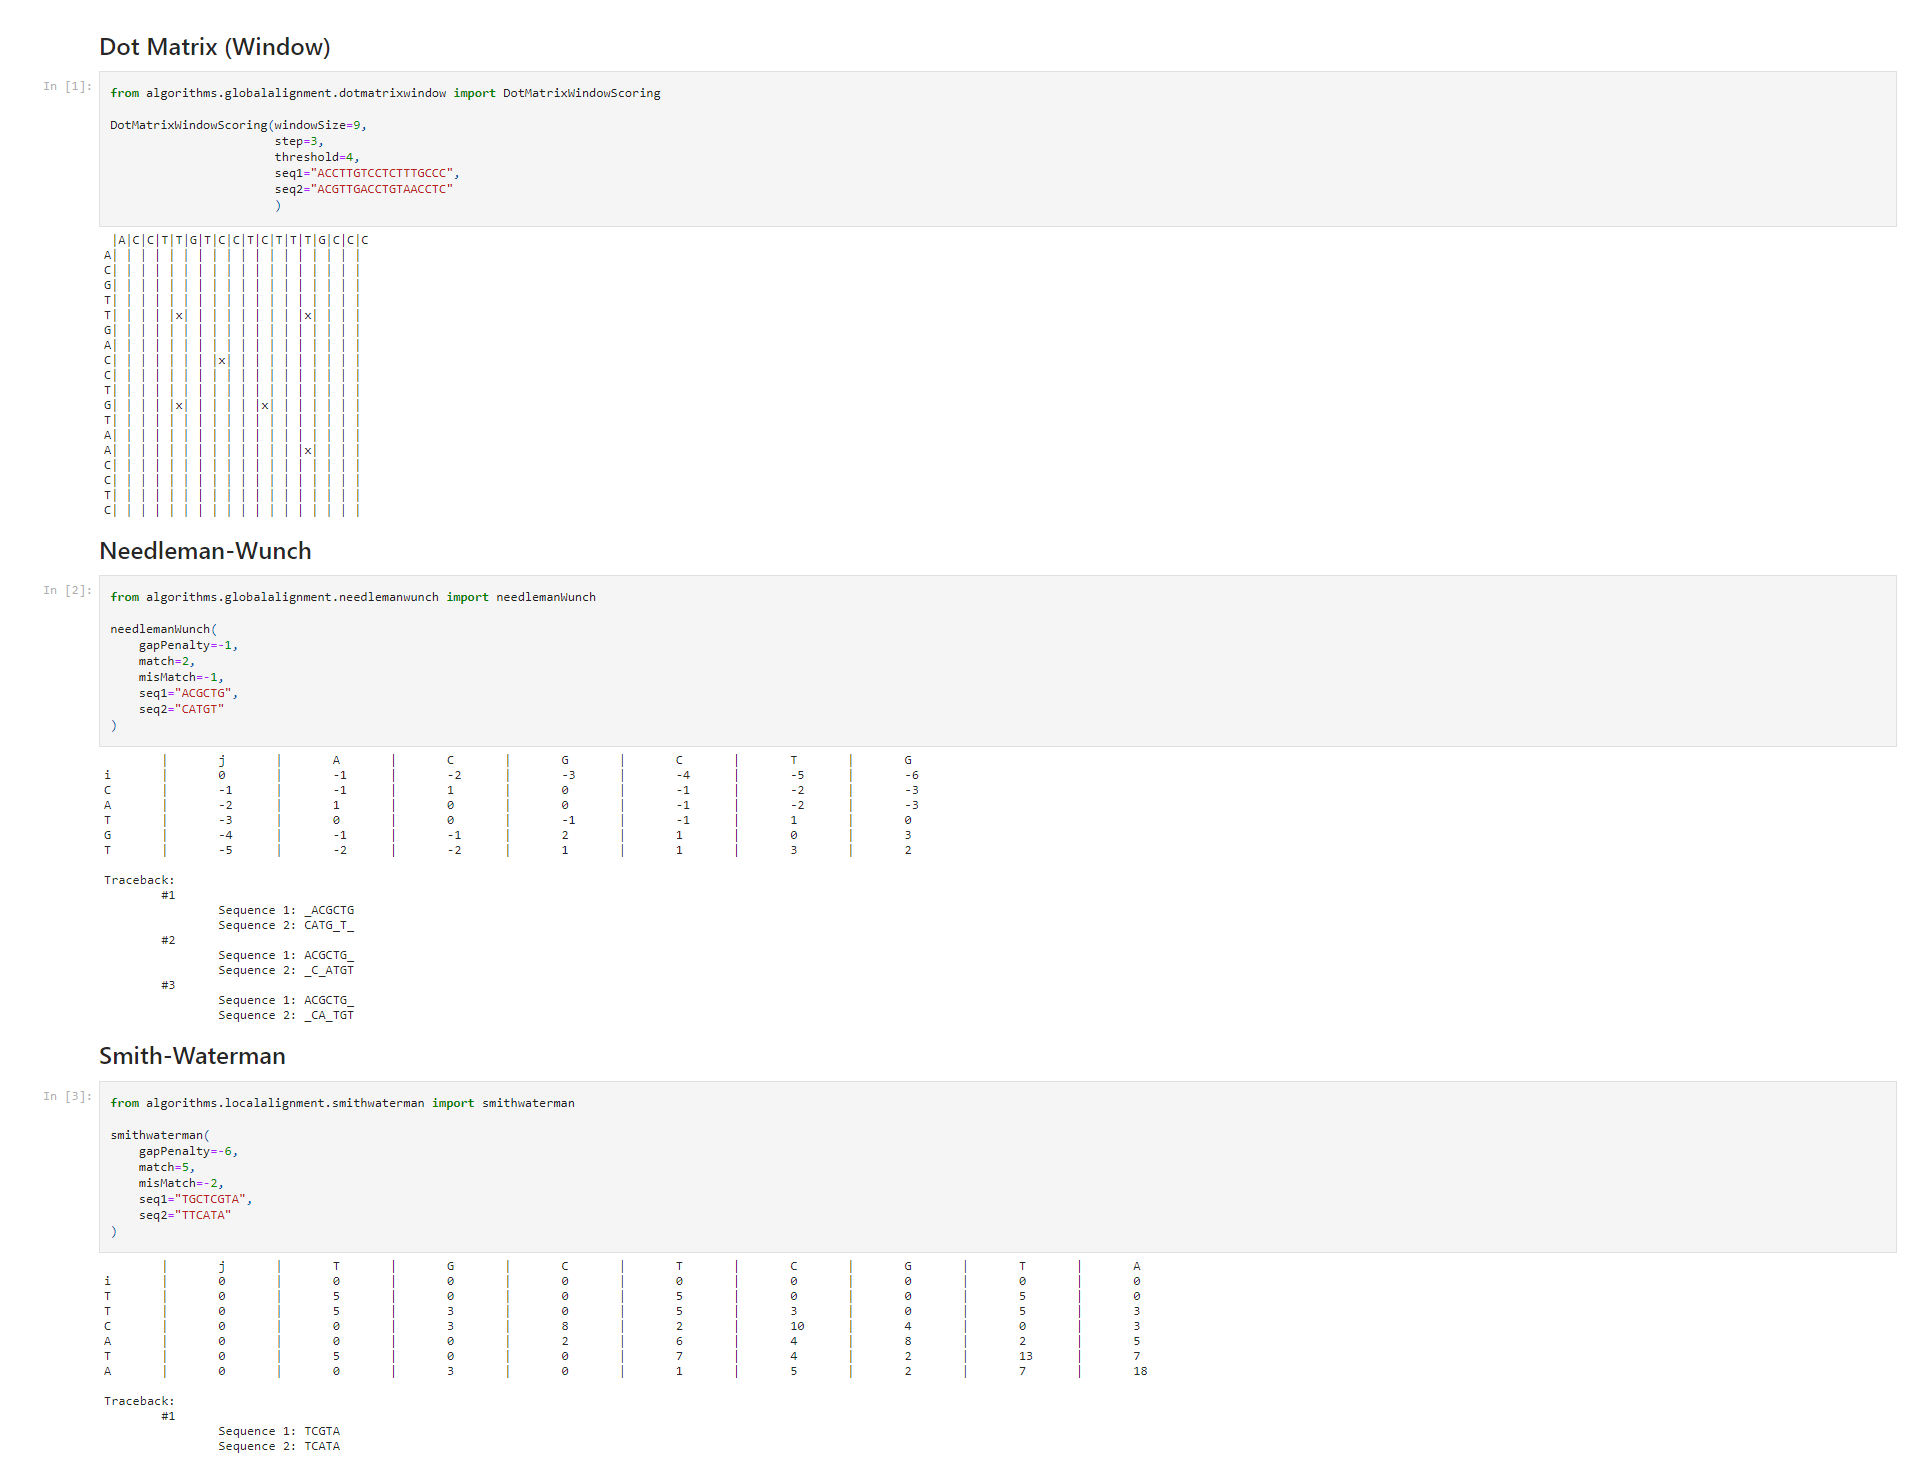 Dot Matrix (Window)
In [1]:
from algorithms.globalalignment.dotmatrixwindow import DotMatrixWindowScoring
DotMatrixWindowScoring(windowSize=9,
step=3,
threshold=4,
seq1="ACCTTGTCCTCTTTGCCC",
seq2="ACGTTGACCTGTAACCTC"
)
|A|C|C|T|T|G|T|C|C|T|C|T|T|T|G|C|C|C
A| | | | | | | | | | | | | | | | | |
C| | | | | | | | | | | | | | | | | |
G| | | | | | | | | | | | | | | | | |
T| | | | | | | | | | | | | | | | | |
T| | | | |x| | | | | | | | |x| | | |
G| | | | | | | | | | | | | | | | | |
A| | | | | | | | | | | | | | | | | |
C| | | | | | | |x| | | | | | | | | |
C| | | | | | | | | | | | | | | | | |
T| | | | | | | | | | | | | | | | | |
G| | | | |x| | | | | |x| | | | | | |
T| | | | | | | | | | | | | | | | | |
A| | | | | | | | | | | | | | | | | |
A| | | | | | | | | | | | | |x| | | |
C| | | | | | | | | | | | | | | | | |
C| | | | | | | | | | | | | | | | | |
T| | | | | | | | | | | | | | | | | |
C| | | | | | | | | | | | | | | | | |
Needleman-Wunch
In [2]:
from algorithms.globalalignment.needlemanwunch import needlemanWunch
needlemanWunch(
gapPenalty=-1,
match=2,
misMatch=-1,
seq1="ACGCTG",
seq2="CATGT"
)
| j | A | C | G | C | T | G
i | 0 | -1 | -2 | -3 | -4 | -5 | -6
C | -1 | -1 | 1 | 0 | -1 | -2 | -3
A | -2 | 1 | 0 | 0 | -1 | -2 | -3
T | -3 | 0 | 0 | -1 | -1 | 1 | 0
G | -4 | -1 | -1 | 2 | 1 | 0 | 3
T | -5 | -2 | -2 | 1 | 1 | 3 | 2
Traceback:
#1
Sequence 1: _ACGCTG
Sequence 2: CATG_T_
#2
Sequence 1: ACGCTG_
Sequence 2: _C_ATGT
#3
Sequence 1: ACGCTG_
Sequence 2: _CA_TGT
Smith-Waterman
In [3]:
from algorithms.localalignment.smithwaterman import smithwaterman
smithwaterman(
gapPenalty=-6,
match=5,
misMatch=-2,
seq1="TGCTCGTA",
seq2="TTCATA"
)
| j | T | G | C | T | C | G | T | A
i | 0 | 0 | 0 | 0 | 0 | 0 | 0 | 0 | 0
T | 0 | 5 | 0 | 0 | 5 | 0 | 0 | 5 | 0
T | 0 | 5 | 3 | 0 | 5 | 3 | 0 | 5 | 3
C | 0 | 0 | 3 | 8 | 2 | 10 | 4 | 0 | 3
A | 0 | 0 | 0 | 2 | 6 | 4 | 8 | 2 | 5
T | 0 | 5 | 0 | 0 | 7 | 4 | 2 | 13 | 7
A | 0 | 0 | 3 | 0 | 1 | 5 | 2 | 7 | 18
Traceback:
#1
Sequence 1: TCGTA
Sequence 2: TCATA